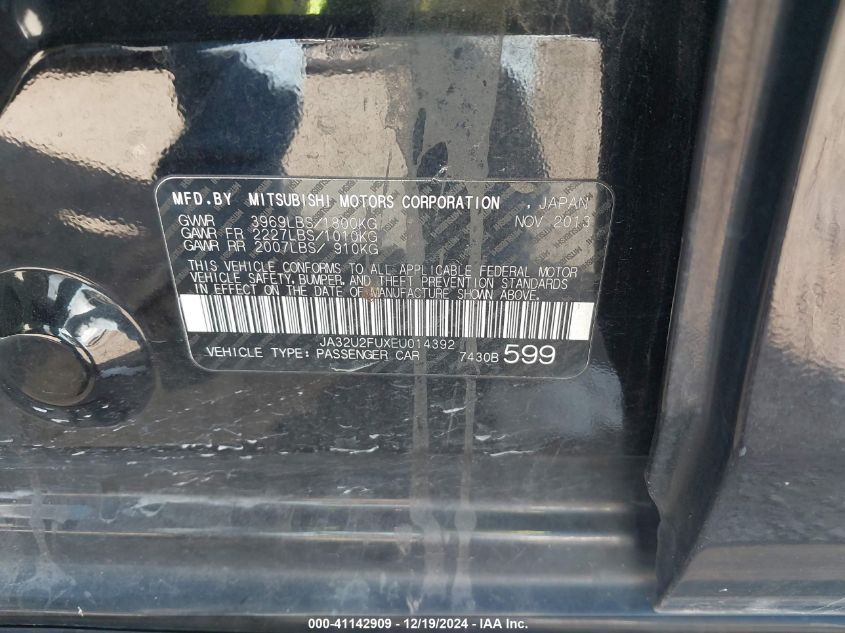 MFD.BY MITSUBISHI MOTORS CORPORATION , JAPAN
GVWR 3969LBS/1800KG NOV 2013
GAWR FR 2227LBS/1010KG
GAWR RR 2007LBS/ 910KG
THIS VEHICLE CONFORMS TO ALL APPLICABLE FEDERAL MOTOR
VEHICLE SAFETY, BUMPER, AND THEFT PREVENTION STANDARDS
IN EFFECT ON THE DATE OF MANUFACTURE SHOWN ABOVE.
JA32U2FUXEU014392
VEHICLE TYPE: PASSENGER CAR 7430B 599
000-41142909 - 12/19/2024 - IAA Inc.